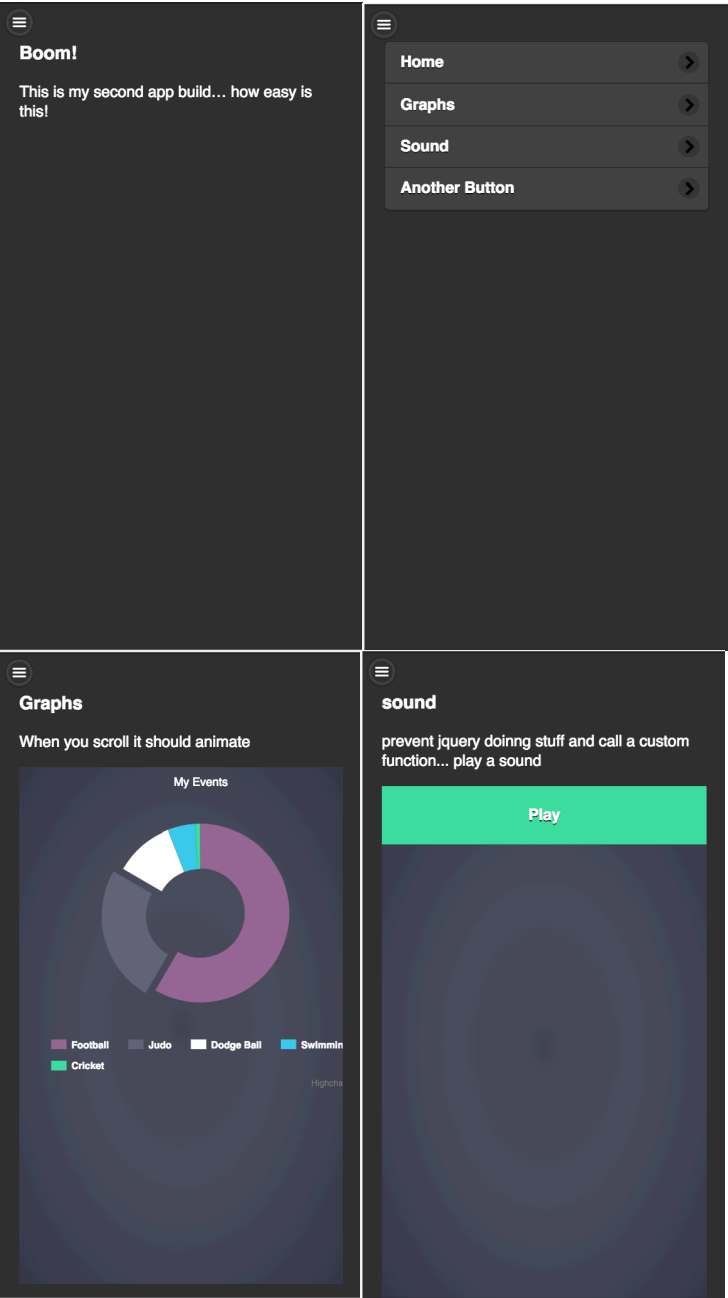 Boom!
This is my second app build... how easy is
this!
Home
Graphs
Sound
Another Button
Graphs
When you scroll it should animate
My Events
Football Judo Dodge Ball Swimmin
Cricket
Highcha
sound
prevent jquery doinng stuff and call a custom
function... play a sound
Play